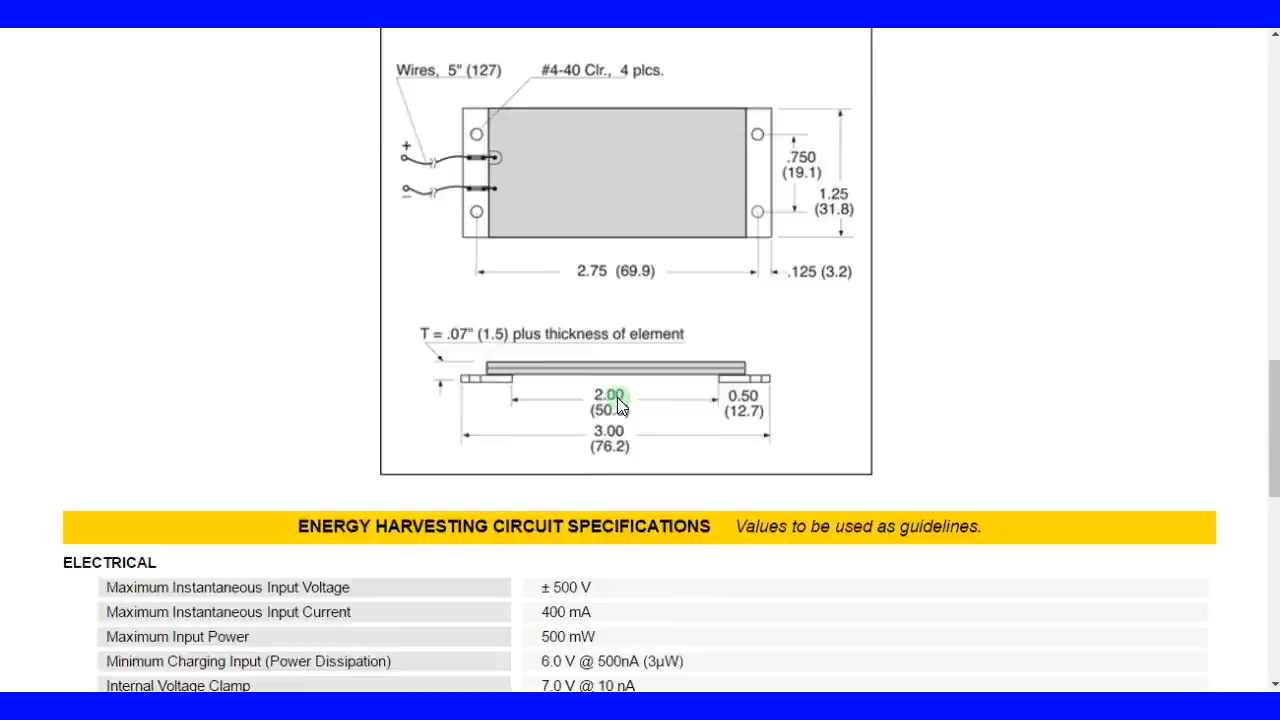 Wires, 5" (127)
#4-40 Clr., 4 plcs.
+
–
.750
(19.1)
1.25
(31.8)
2.75 (69.9)
.125 (3.2)
T = .07" (1.5) plus thickness of element
2.00
0.50
(12.7)
3.00
(76.2)
ENERGY HARVESTING CIRCUIT SPECIFICATIONS Values to be used as guidelines.
ELECTRICAL
Maximum Instantaneous Input Voltage ± 500 V
Maximum Instantaneous Input Current 400 mA
Maximum Input Power 500 mW
Minimum Charging Input (Power Dissipation) 6.0 V @ 500nA (3µW)
Internal Voltage Clamp 7.0 V @ 10 nA